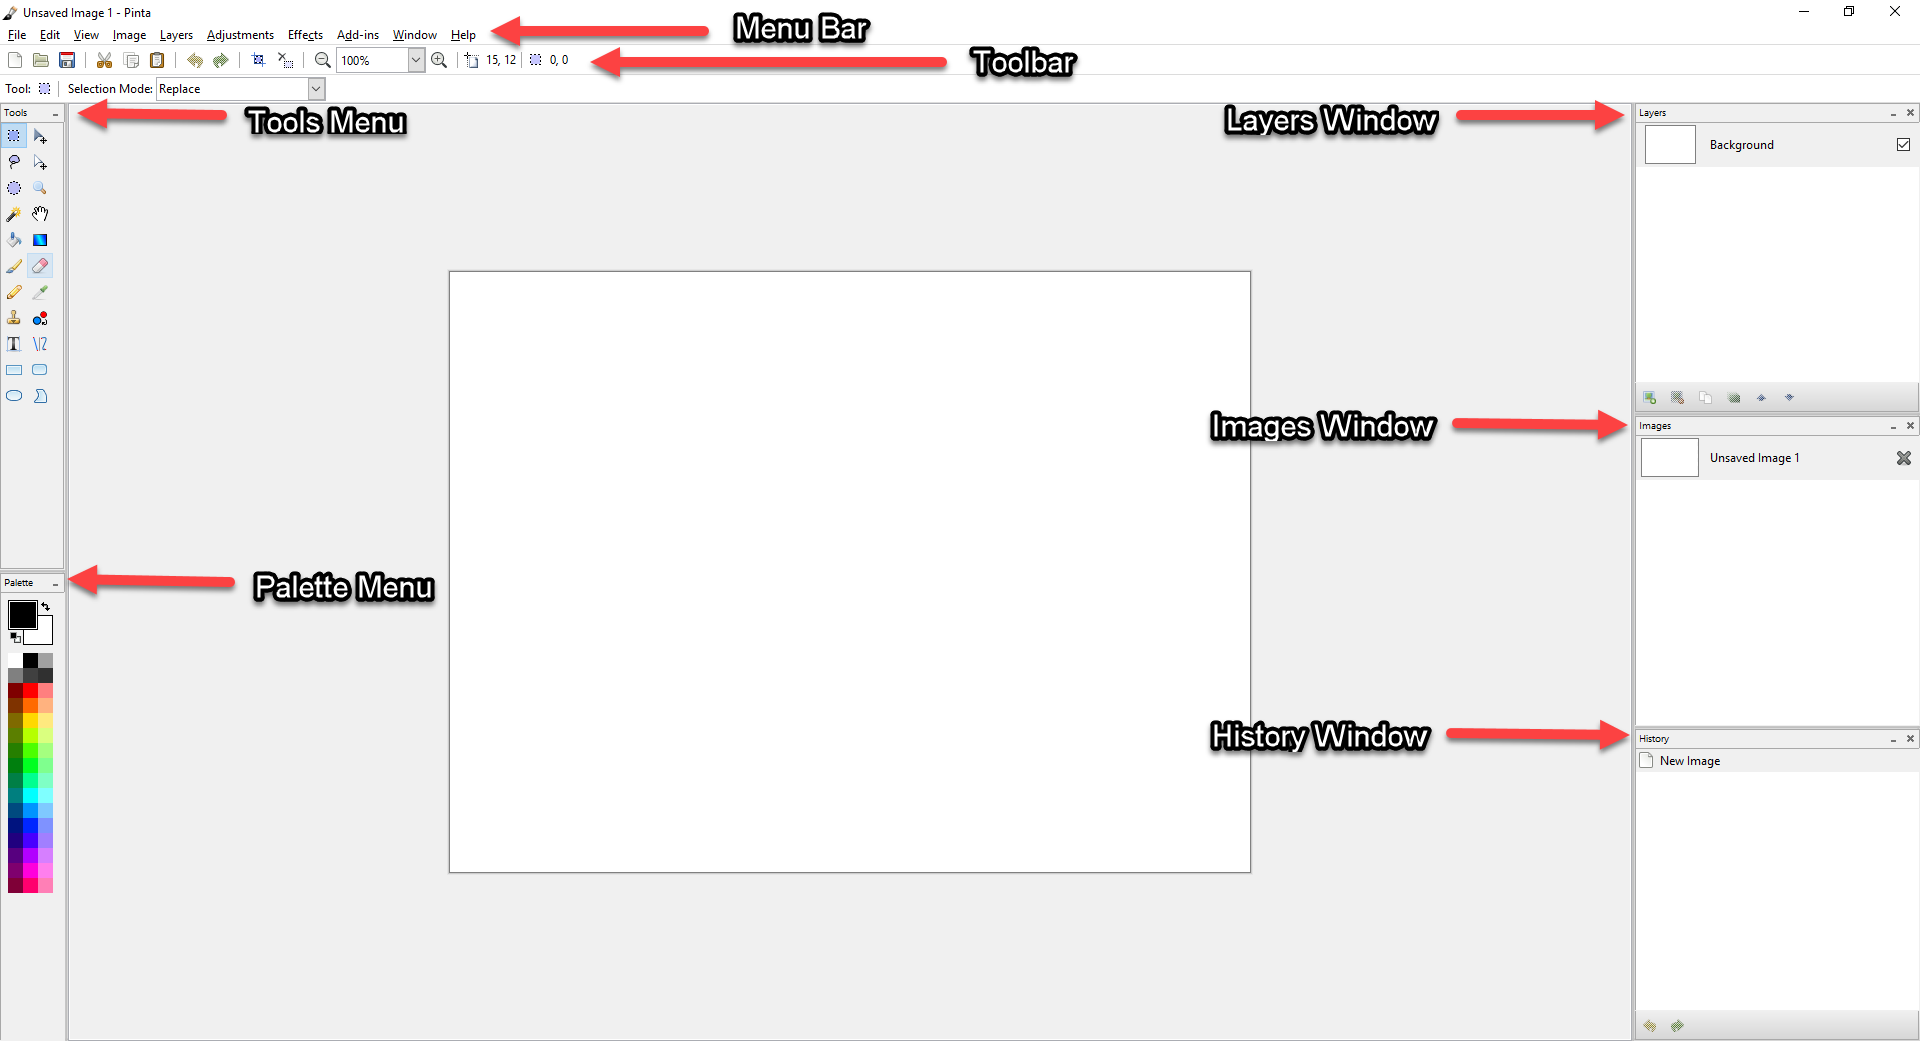 Unsaved Image 1 - Pinta
File Edit View Image Layers Adjustments Effects Add-ins Window Help
Menu Bar
100% 15, 12 0, 0
Toolbar
Tool: Selection Mode: Replace
Tools
Tools Menu
Layers Window
Layers
Background
Images Window
Images
Unsaved Image 1
Palette
Palette Menu
History Window
History
New Image